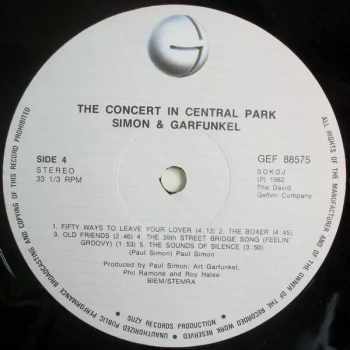 G
THE CONCERT IN CENTRAL PARK
SIMON & GARFUNKEL
SIDE 4
STEREO
33 1/3 RPM
GEF 88575
SOKOJ
(P) 1982
The David
Geffen Company
1. FIFTY WAYS TO LEAVE YOUR LOVER (4:13) 2. THE BOXER (4:45)
3. OLD FRIENDS (2:46) 4. THE 59th STREET BRIDGE SONG (FEELIN'
GROOVY) (1:53) 5. THE SOUNDS OF SILENCE (3:50)
(Paul Simon) Paul Simon
Produced by Paul Simon, Art Garfunkel,
Phil Ramone and Roy Halee
BIEM/STEMRA
ALL RIGHTS OF THE MANUFACTURER AND OF THE OWNER OF THE RECORDED WORK RESERVED
UNAUTHORIZED PUBLIC PERFORMANCE BROADCASTING AND COPYING OF THIS RECORD PROHIBITED
SUZY RECORDS PRODUCTION